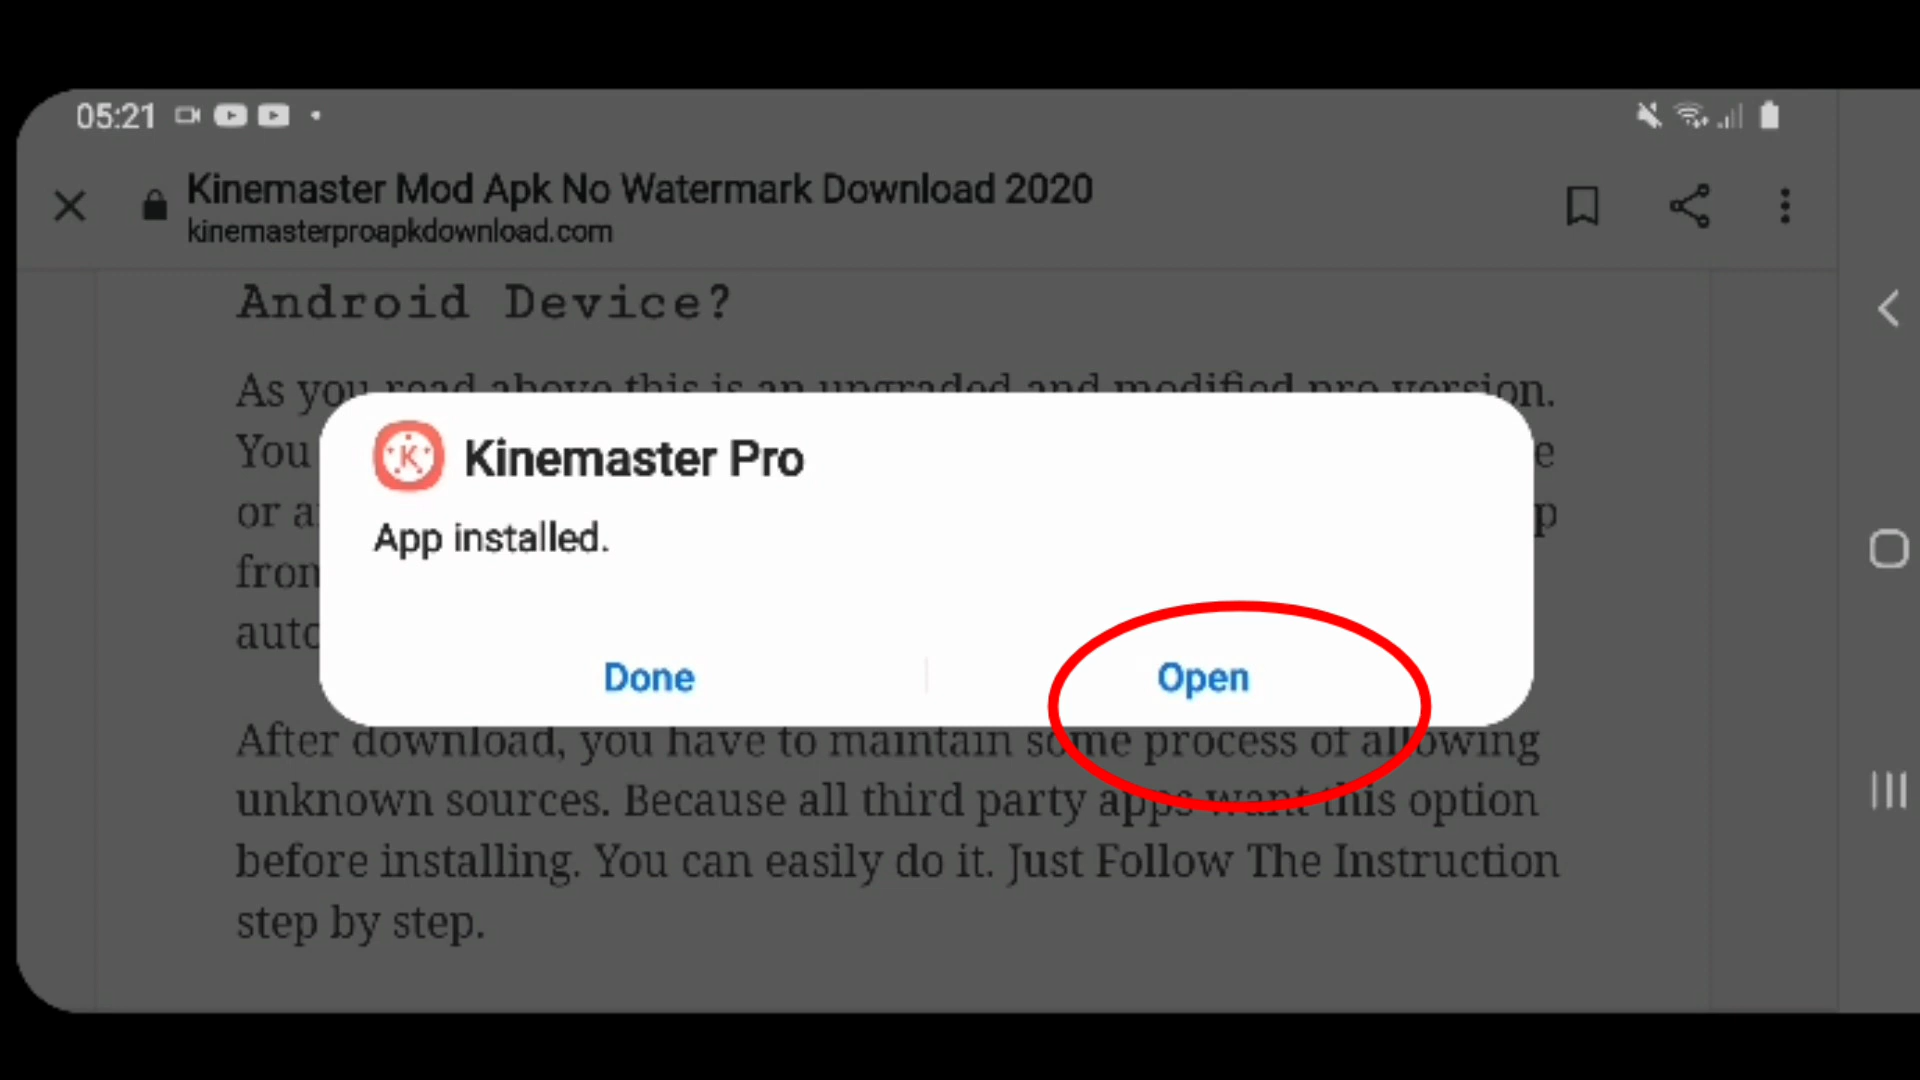 05:21
Kinemaster Mod Apk No Watermark Download 2020
kinemasterproapkdownload.com
Android Device?
As you read above this is an upgraded and modified pro version.
You
or
from
Kinemaster Pro
App installed.
Done
Open
After download, you have to maintain some process of allowing
unknown sources. Because all third party apps want this option
before installing. You can easily do it. Just Follow The Instruction
step by step.